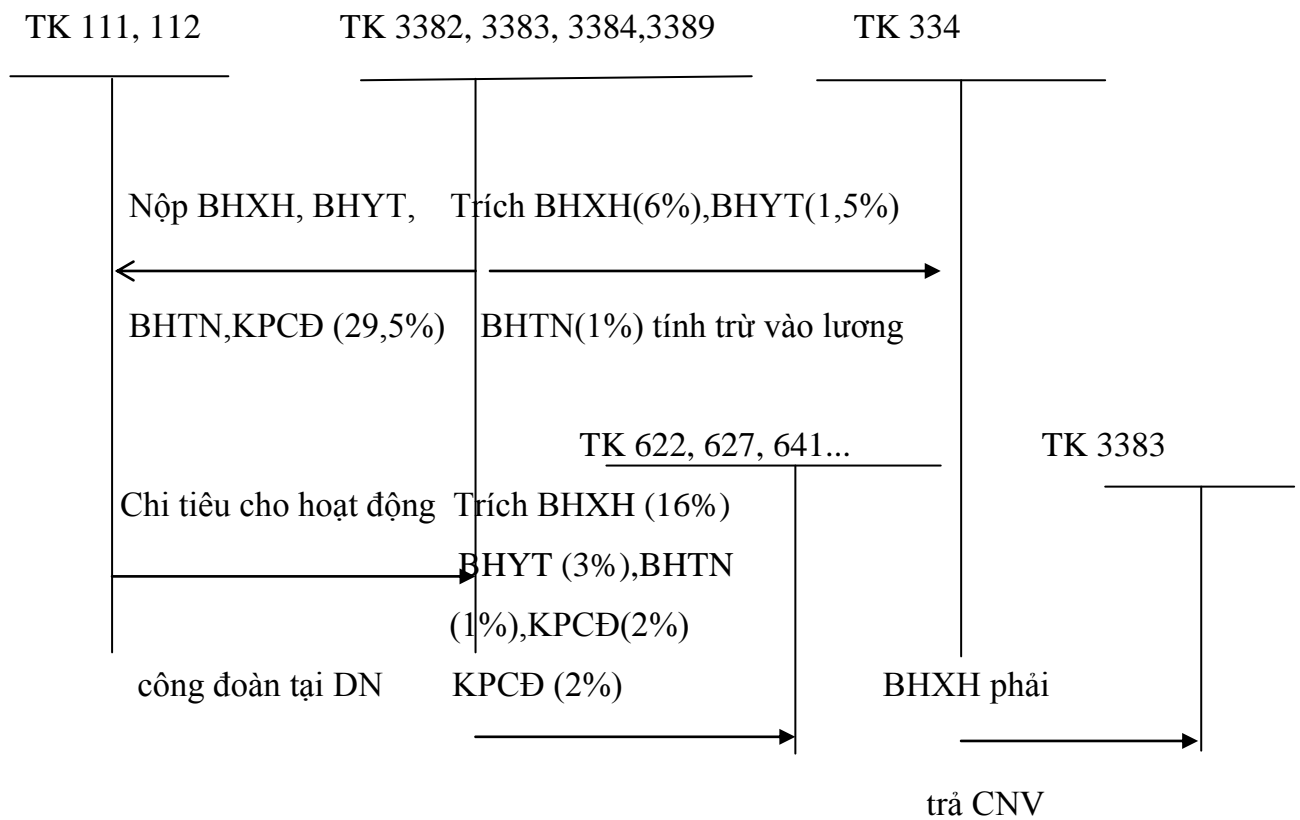 TK 111, 112 TK 3382, 3383, 3384,3389 TK 334
Nộp BHXH, BHYT, Trích BHXH(6%),BHYT(1,5%)
BHTN,KPCĐ (29,5%) BHTN(1%) tính trừ vào lương
TK 622, 627, 641... TK 3383
Chi tiêu cho hoạt động Trích BHXH (16%)
BHYT (3%),BHTN
(1%),KPCĐ(2%)
công đoàn tại DN KPCĐ (2%) BHXH phải
trả CNV